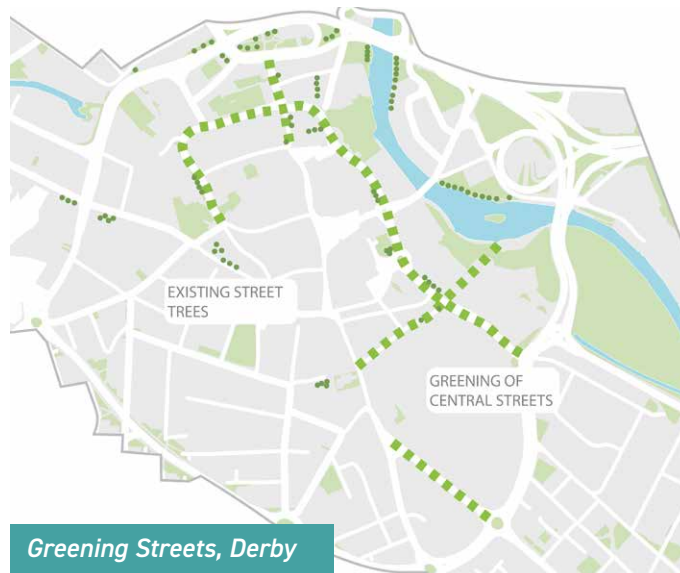 EXISTING STREET
TREES
GREENING OF
CENTRAL STREETS
Greening Streets, Derby